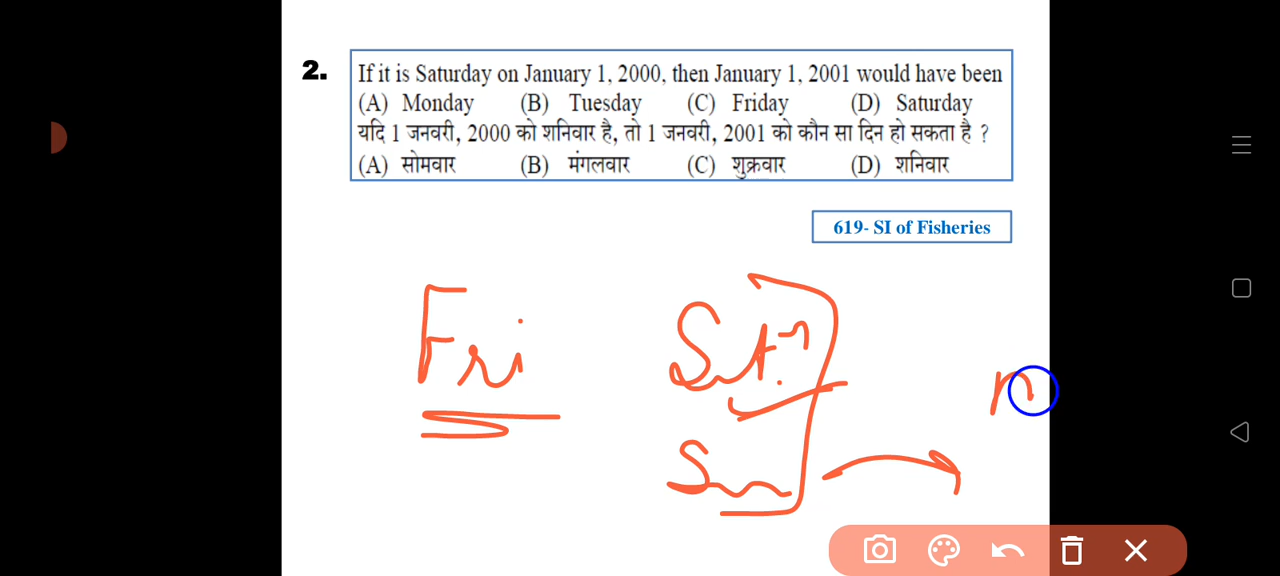 2. If it is Saturday on January 1, 2000, then January 1, 2001 would have been
(A) Monday (B) Tuesday (C) Friday (D) Saturday
यदि 1 जनवरी, 2000 को शनिवार है, तो 1 जनवरी, 2001 को कौन सा दिन हो सकता है ?
(A) सोमवार (B) मंगलवार (C) शुक्रवार (D) शनिवार
619- SI of Fisheries
Fri